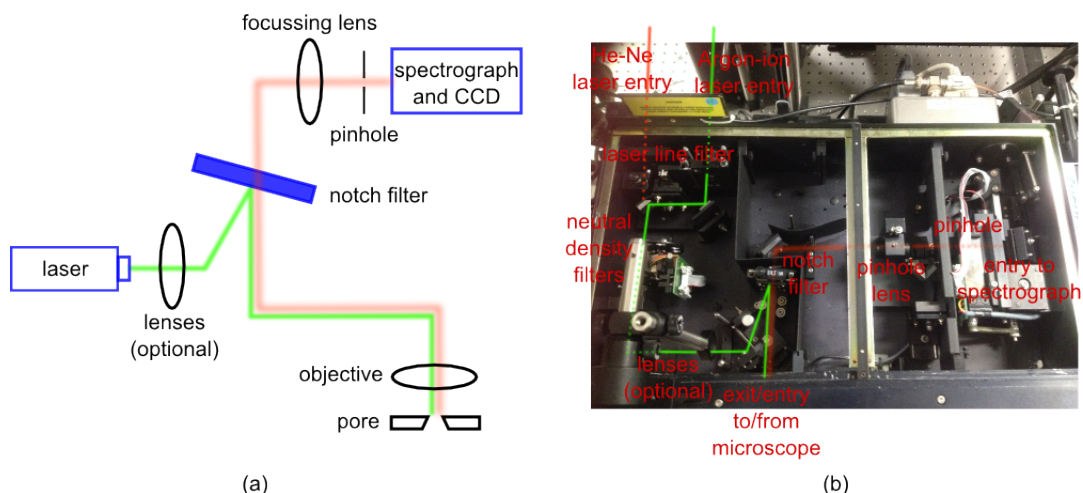 focussing lens
spectrograph
and CCD
pinhole
notch filter
laser
lenses
(optional)
objective
pore
(a)
He-Ne
laser entry
Argon-ion
laser entry
laser line filter
neutral
density
filters
notch
filter
pinhole
pinhole
lens
entry to
spectrograph
lenses
(optional)
exit/entry
to/from
microscope
(b)